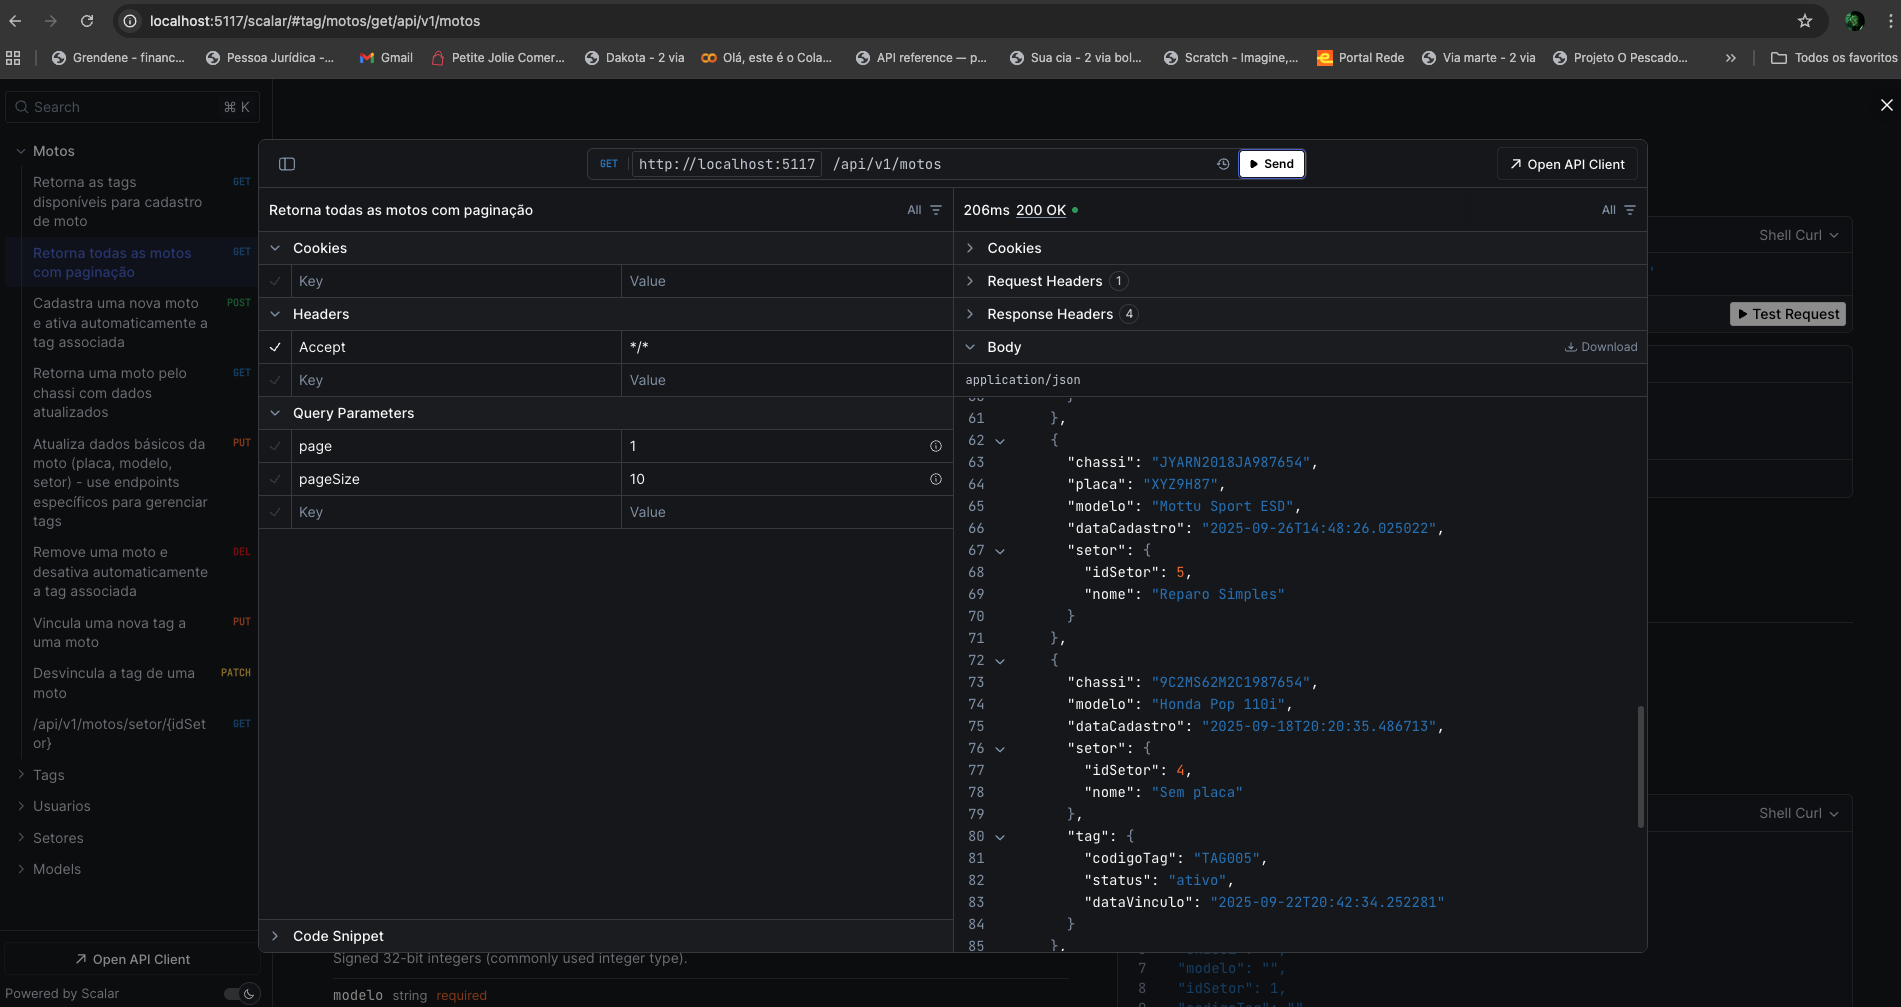 localhost:5117/scalar/#tag/motos/get/api/v1/motos
Grendene - financ...
Pessoa Jurídica -...
Gmail
Petite Jolie Comer...
Dakota - 2 via
Olá, este é o Cola...
API reference — p...
Sua cia - 2 via bol...
Scratch - Imagine,...
Portal Rede
Via marte - 2 via
Projeto O Pescado...
Todos os favoritos
Search
⌘ K
Motos
Retorna as tags
disponíveis para cadastro
de moto
GET
Retorna todas as motos
com paginação
GET
Cadastra uma nova moto
e ativa automaticamente a
tag associada
POST
Retorna uma moto pelo
chassi com dados
atualizados
GET
Atualiza dados básicos da
moto (placa, modelo,
setor) - use endpoints
específicos para gerenciar
tags
PUT
Remove uma moto e
desativa automaticamente
a tag associada
DEL
Vincula uma nova tag a
uma moto
PUT
Desvincula a tag de uma
moto
PATCH
/api/v1/motos/setor/{idSet
or}
GET
Tags
Usuarios
Setores
Models
Open API Client
Powered by Scalar
GET
http://localhost:5117
/api/v1/motos
Send
Open API Client
Retorna todas as motos com paginação
All
Cookies
Key
Value
Headers
Accept
*/*
Key
Value
Query Parameters
page
1
pageSize
10
Key
Value
Code Snippet
206ms 200 OK
All
Cookies
Request Headers 1
Response Headers 4
Body
Download
application/json
61 },
62 {
63 "chassi": "JYARN2018JA987654",
64 "placa": "XYZ9H87",
65 "modelo": "Mottu Sport ESD",
66 "dataCadastro": "2025-09-26T14:48:26.025022",
67 "setor": {
68 "idSetor": 5,
69 "nome": "Reparo Simples"
70 }
71 },
72 {
73 "chassi": "9C2MS62M2C1987654",
74 "modelo": "Honda Pop 110i",
75 "dataCadastro": "2025-09-18T20:20:35.486713",
76 "setor": {
77 "idSetor": 4,
78 "nome": "Sem placa"
79 },
80 "tag": {
81 "codigoTag": "TAG005",
82 "status": "ativo",
83 "dataVinculo": "2025-09-22T20:42:34.252281"
84 }
85 },
Shell Curl
Test Request
Shell Curl
Signed 32-bit integers (commonly used integer type).
modelo string required
7 "modelo": "",
8 "idSetor": 1,